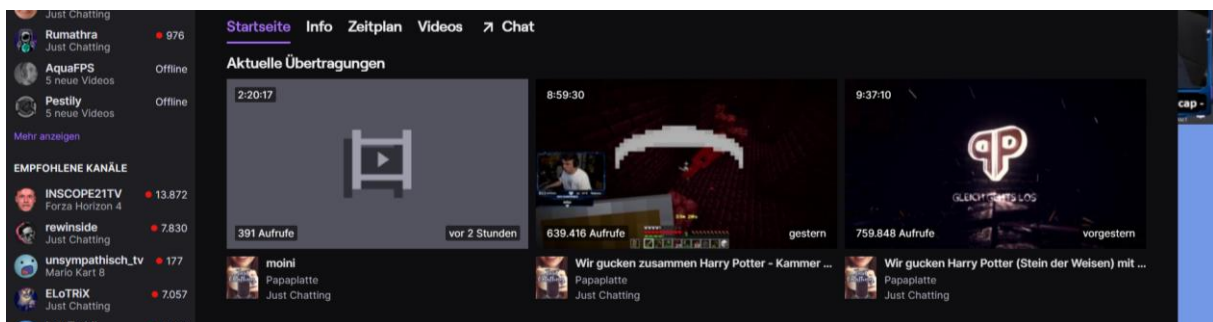 Just Chatting
Rumathra 976
Just Chatting
AquaFPS Offline
5 neue Videos
Pestily Offline
5 neue Videos
Mehr anzeigen
EMPFOHLENE KANÄLE
INSCOPE21TV 13.872
Forza Horizon 4
rewinside 7.830
Just Chatting
unsympathisch_tv 177
Mario Kart 8
ELoTRiX 7.057
Just Chatting
Startseite Info Zeitplan Videos Chat
Aktuelle Übertragungen
2:20:17
391 Aufrufe vor 2 Stunden
moini
Papaplatte
Just Chatting
8:59:30
639.416 Aufrufe gestern
Wir gucken zusammen Harry Potter - Kammer ...
Papaplatte
Just Chatting
9:37:10
GLEICH GEHTS LOS
759.848 Aufrufe vorgestern
Wir gucken Harry Potter (Stein der Weisen) mit ...
Papaplatte
Just Chatting
cap -